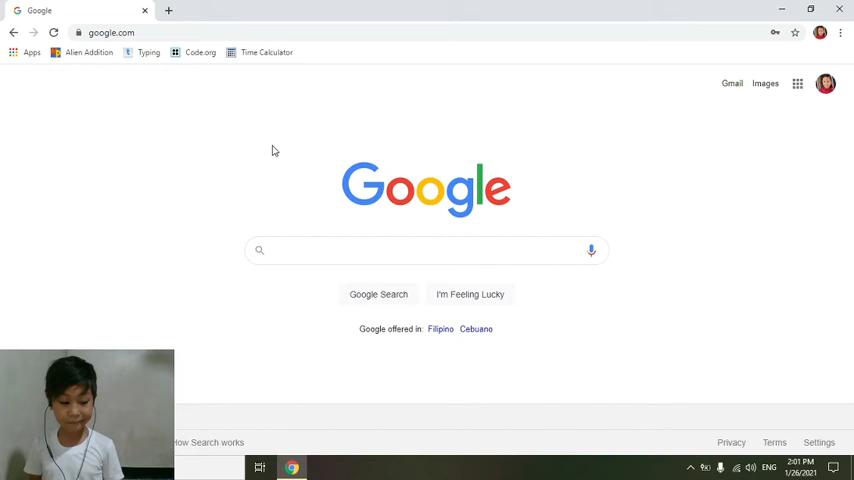 Google
google.com
Apps
Alien Addition
Typing
Code.org
Time Calculator
Gmail
Images
Google
Google Search
I'm Feeling Lucky
Google offered in: Filipino Cebuano
How Search works
Privacy
Terms
Settings
ENG
2:01 PM
1/26/2021